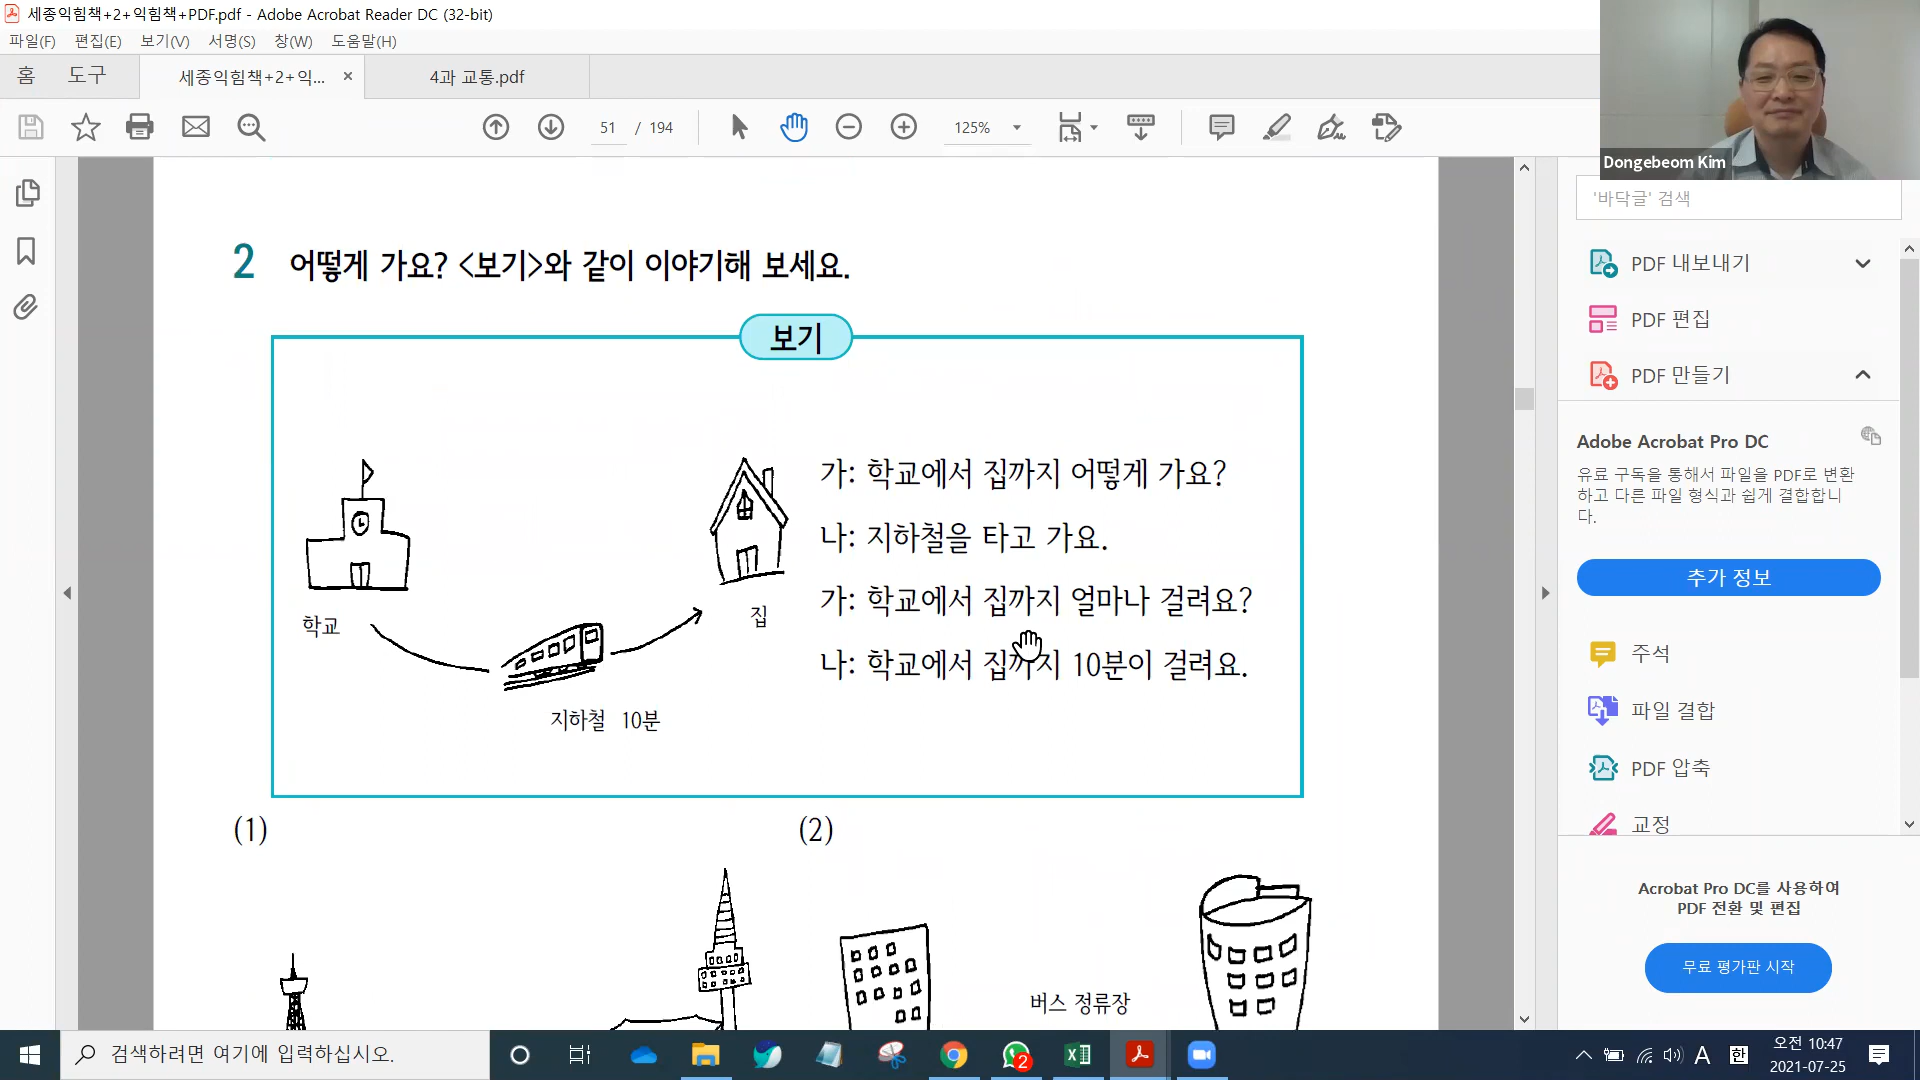 세종익힘책+2+익힘책+PDF.pdf - Adobe Acrobat Reader DC (32-bit)
파일(F) 편집(E) 보기(V) 서명(S) 창(W) 도움말(H)
홈 도구 세종익힘책+2+익... × 4과 교통.pdf
51 / 194 125%
Dongebeom Kim
'바닥글' 검색
2 어떻게 가요? <보기>와 같이 이야기해 보세요.
보기
가: 학교에서 집까지 어떻게 가요?
나: 지하철을 타고 가요.
가: 학교에서 집까지 얼마나 걸려요?
나: 학교에서 집까지 10분이 걸려요.
학교
집
지하철 10분
(1) (2)
버스 정류장
PDF 내보내기
PDF 편집
PDF 만들기
Adobe Acrobat Pro DC
유료 구독을 통해서 파일을 PDF로 변환
하고 다른 파일 형식과 쉽게 결합합니
다.
추가 정보
주석
파일 결합
PDF 압축
교정
Acrobat Pro DC를 사용하여
PDF 전환 및 편집
무료 평가판 시작
검색하려면 여기에 입력하십시오.
2
A 한
오전 10:47
2021-07-25